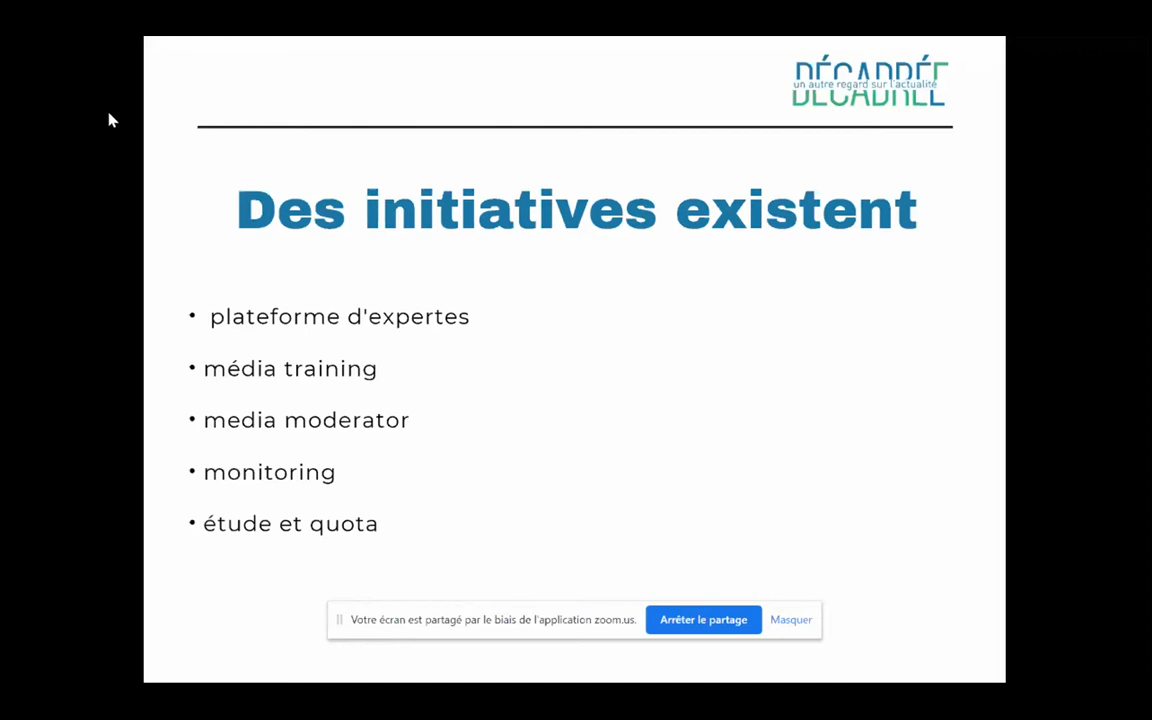 DÉCADRÉE
un autre regard sur l'actualité
Des initiatives existent
• plateforme d'expertes
• média training
• media moderator
• monitoring
• étude et quota
Votre écran est partagé par le biais de l'application zoom.us. Arrêter le partage Masquer